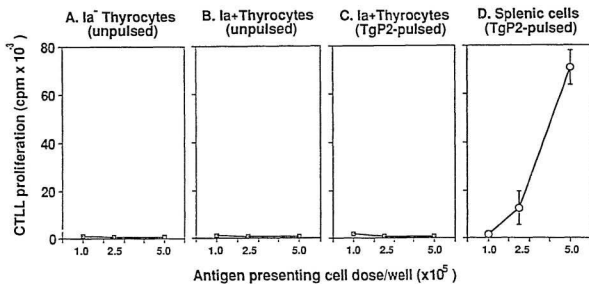 A. Ia⁻ Thyrocytes (unpulsed)
B. Ia+Thyrocytes (unpulsed)
C. Ia+Thyrocytes (TgP2-pulsed)
D. Splenic cells (TgP2-pulsed)
CTLL proliferation (cpm x 10⁻³)
80
60
40
20
0
1.0 2.5 5.0
1.0 2.5 5.0
1.0 2.5 5.0
1.0 2.5 5.0
Antigen presenting cell dose/well (x10⁵)